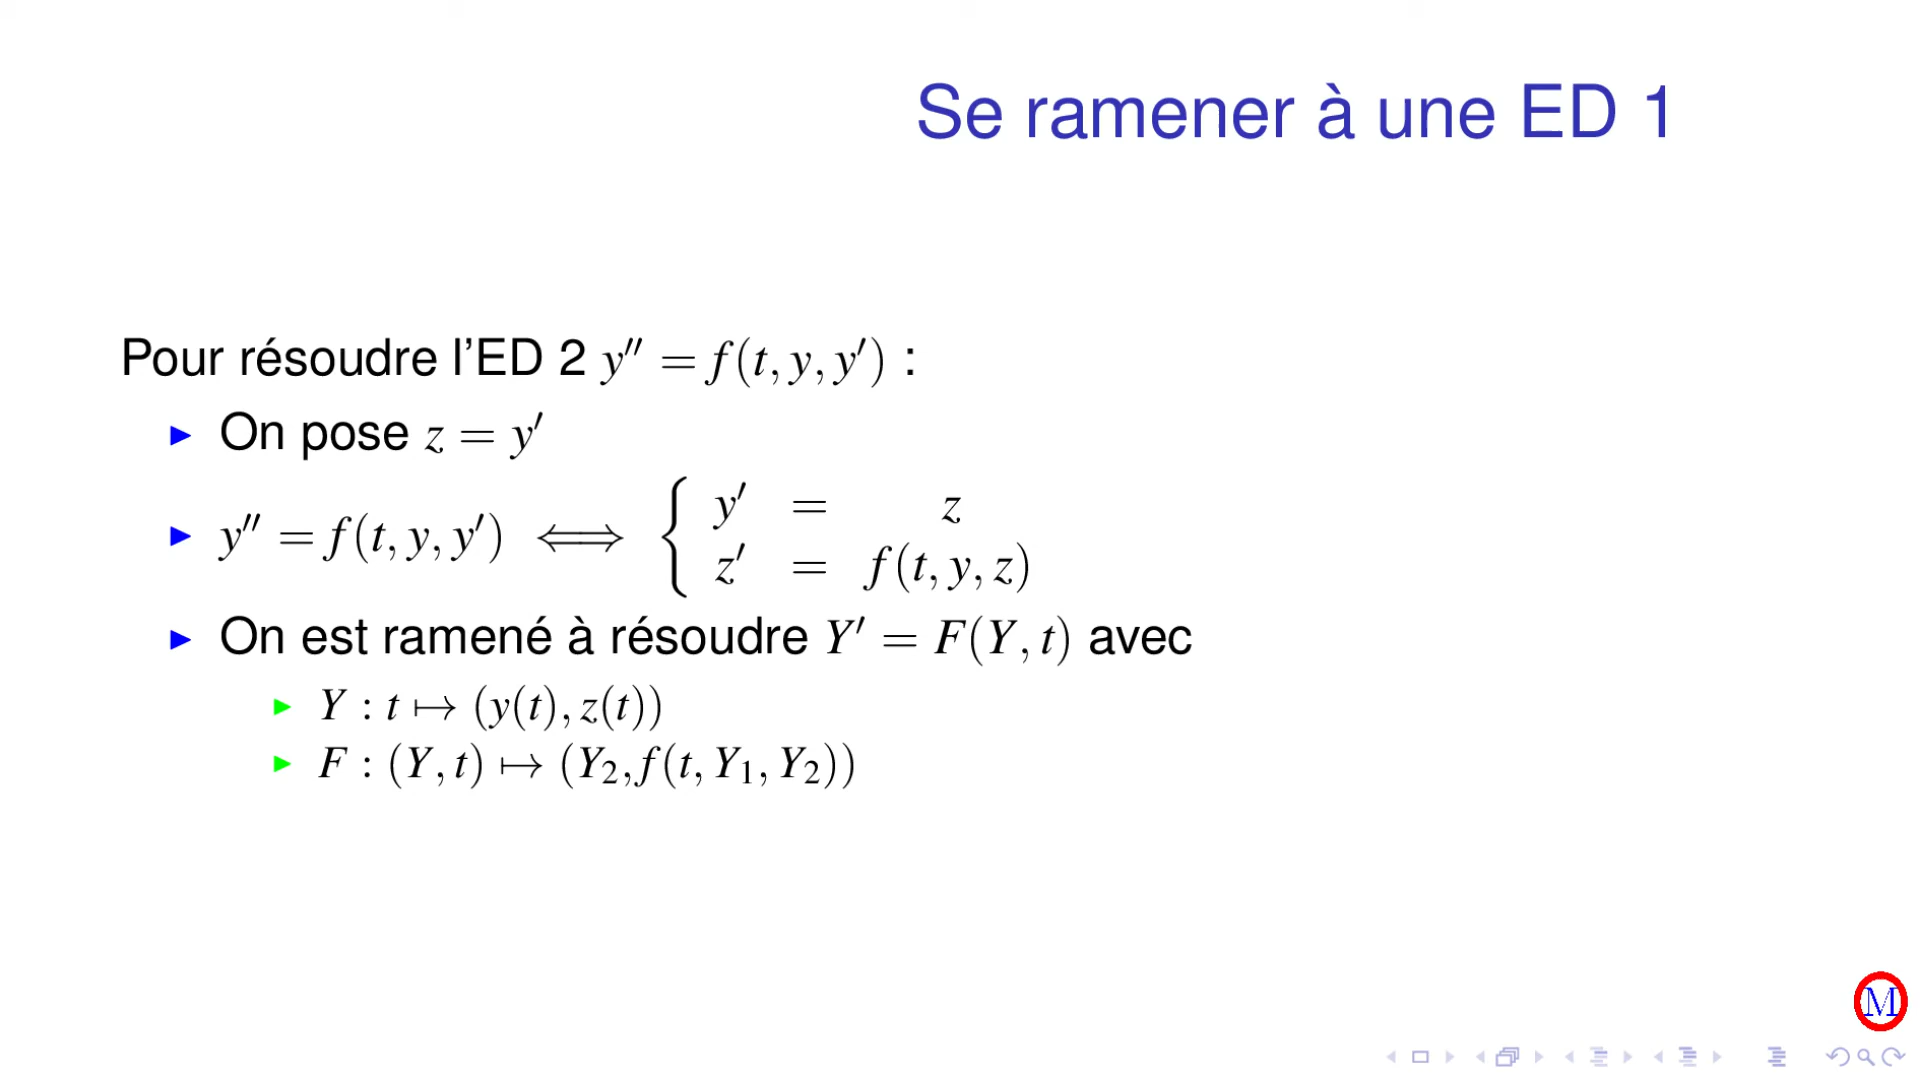 Se ramener à une ED 1
Pour résoudre l'ED 2 y″ = f(t, y, y′) :
On pose z = y′
y″ = f(t, y, y′) ⟺ { y′ = z
z′ = f(t, y, z)
On est ramené à résoudre Y′ = F(Y, t) avec
Y : t ↦ (y(t), z(t))
F : (Y, t) ↦ (Y₂, f(t, Y₁, Y₂))
M